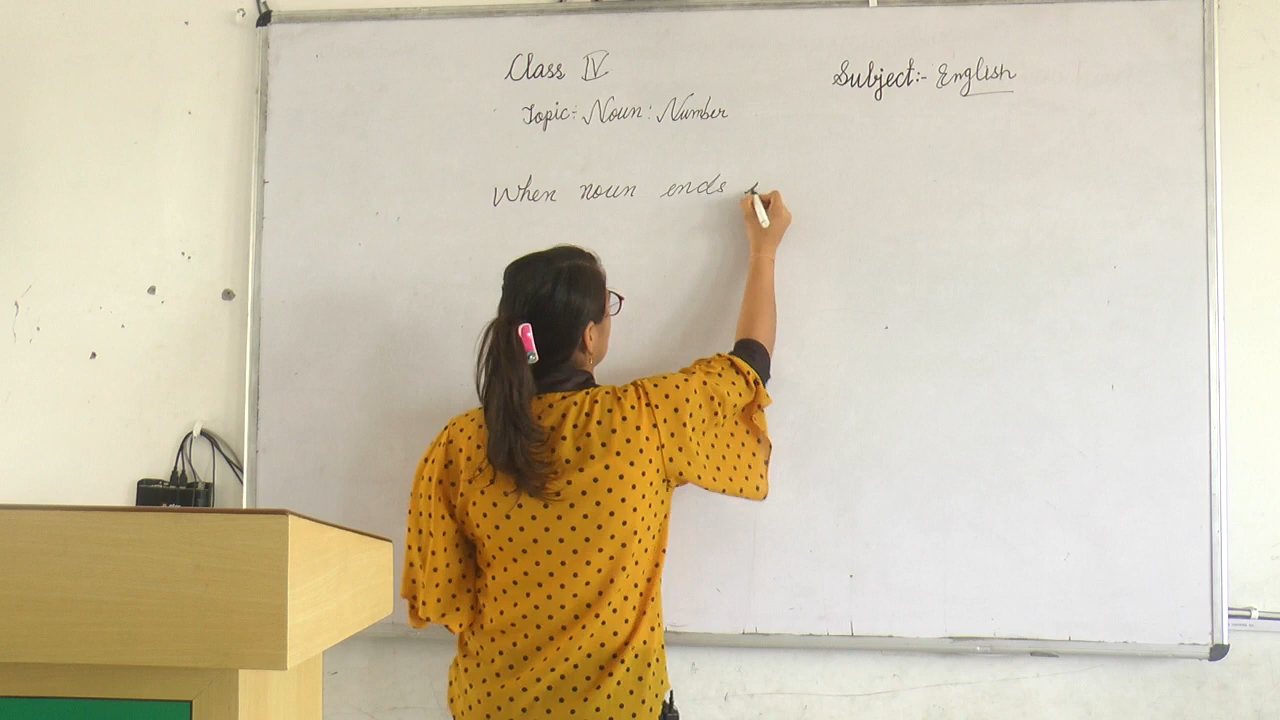 Class IV
Subject:- English
Topic:- Noun: Number
When noun ends